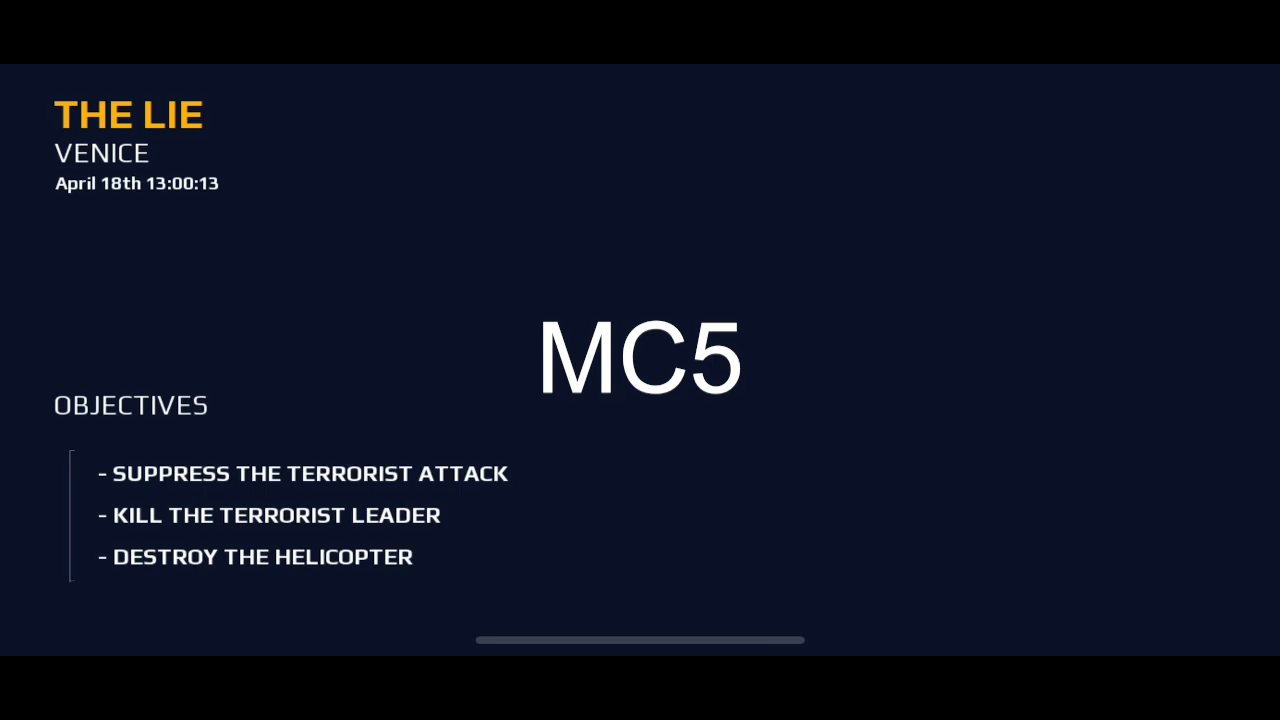 THE LIE
VENICE
April 18th 13:00:13
MC5
OBJECTIVES
- SUPPRESS THE TERRORIST ATTACK
- KILL THE TERRORIST LEADER
- DESTROY THE HELICOPTER